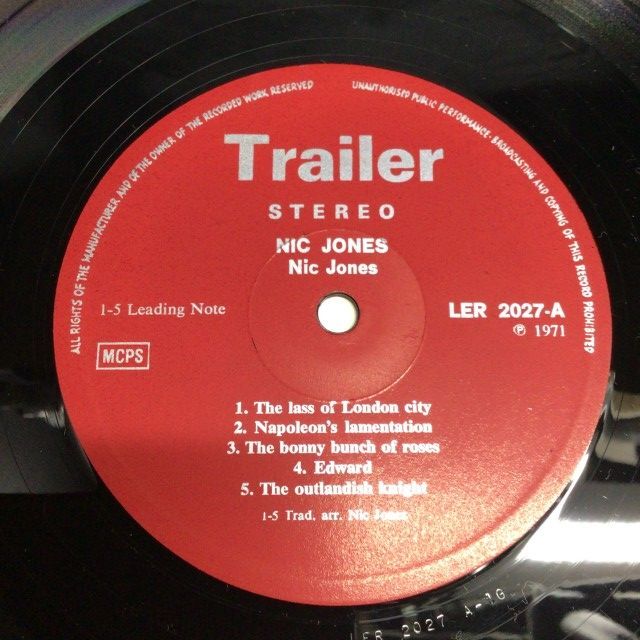 ALL RIGHTS OF THE MANUFACTURER AND OF THE OWNER OF THE RECORDED WORK RESERVED
UNAUTHORISED PUBLIC PERFORMANCE, BROADCASTING AND COPYING OF THIS RECORD PROHIBITED
Trailer
STEREO
NIC JONES
Nic Jones
1-5 Leading Note
LER 2027-A
MCPS
℗ 1971
1. The lass of London city
2. Napoleon's lamentation
3. The bonny bunch of roses
4. Edward
5. The outlandish knight
1-5 Trad. arr. Nic Jones
LER 2027 A-1G